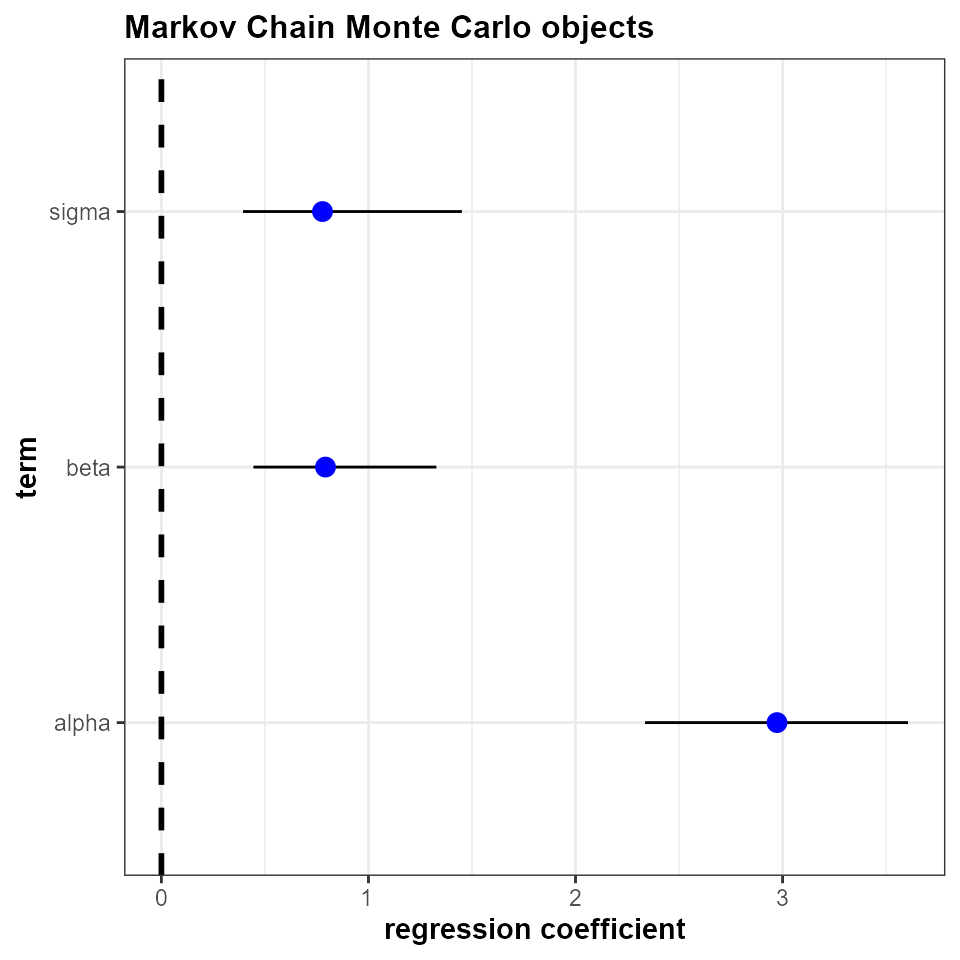 Markov Chain Monte Carlo objects
sigma
beta
alpha
term
0 1 2 3
regression coefficient